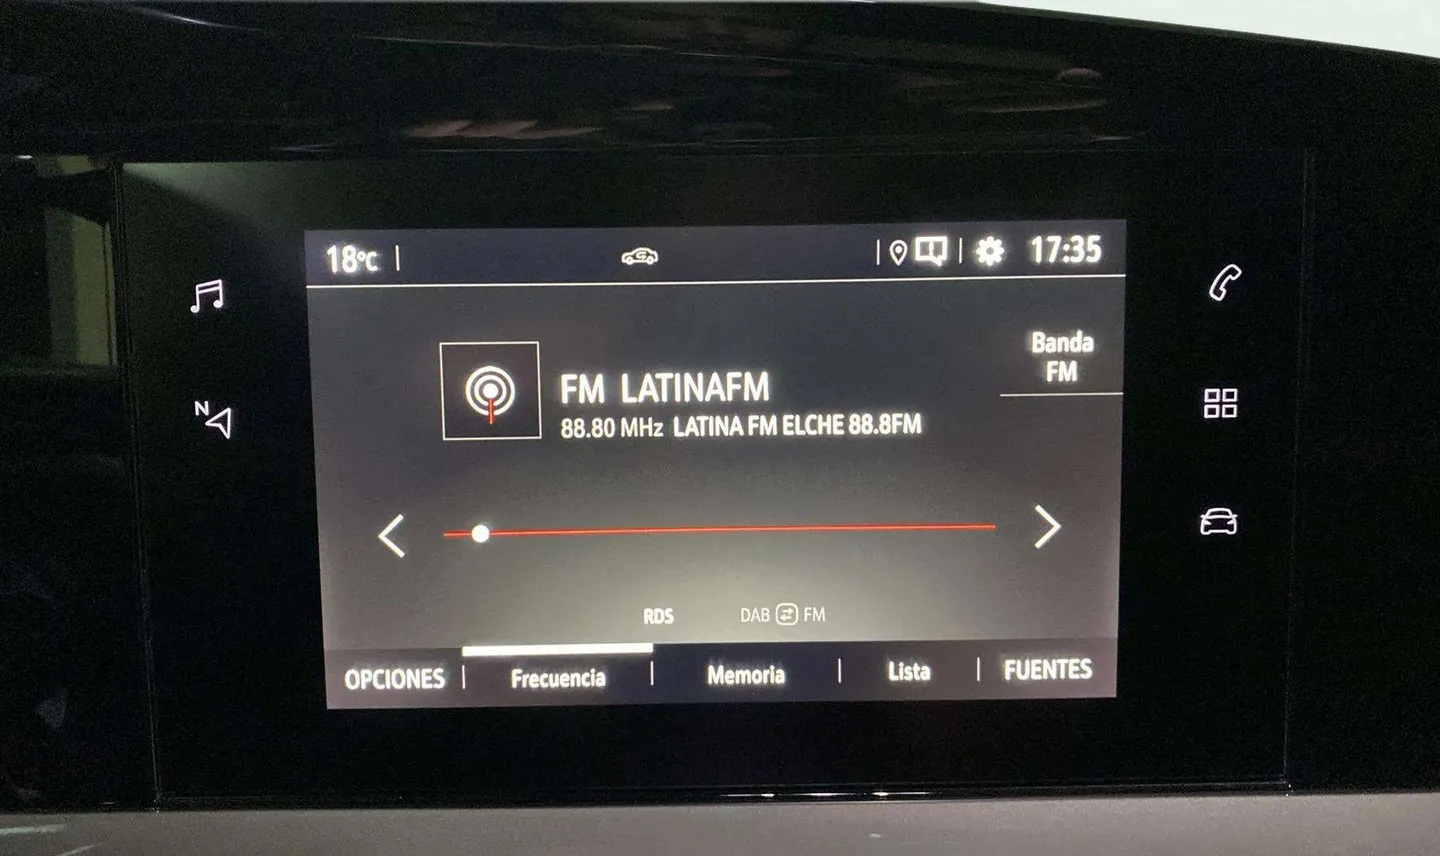 18°C
17:35
Banda
FM
FM LATINAFM
88.80 MHz LATINA FM ELCHE 88.8FM
N
RDS DAB FM
OPCIONES Frecuencia Memoria Lista FUENTES